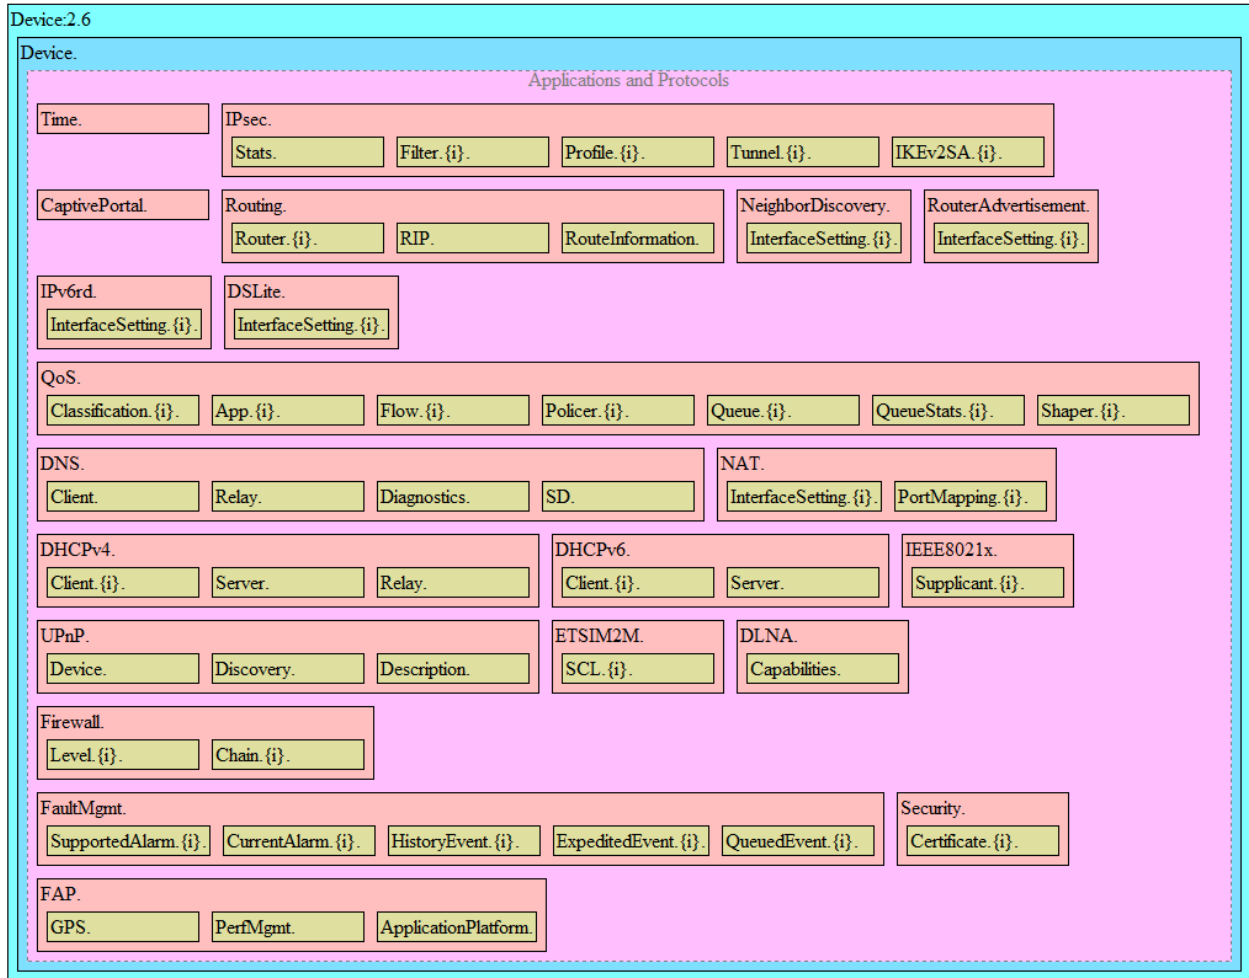 Device:2.6
Device.
Applications and Protocols
Time.
IPsec.
Stats.
Filter.{i}.
Profile.{i}.
Tunnel.{i}.
IKEv2SA.{i}.
CaptivePortal.
Routing.
Router.{i}.
RIP.
RouteInformation.
NeighborDiscovery.
InterfaceSetting.{i}.
RouterAdvertisement.
InterfaceSetting.{i}.
IPv6rd.
InterfaceSetting.{i}.
DSLite.
InterfaceSetting.{i}.
QoS.
Classification.{i}.
App.{i}.
Flow.{i}.
Policer.{i}.
Queue.{i}.
QueueStats.{i}.
Shaper.{i}.
DNS.
Client.
Relay.
Diagnostics.
SD.
NAT.
InterfaceSetting.{i}.
PortMapping.{i}.
DHCPv4.
Client.{i}.
Server.
Relay.
DHCPv6.
Client.{i}.
Server.
IEEE8021x.
Supplicant.{i}.
UPnP.
Device.
Discovery.
Description.
ETSIM2M.
SCL.{i}.
DLNA.
Capabilities.
Firewall.
Level.{i}.
Chain.{i}.
FaultMgmt.
SupportedAlarm.{i}.
CurrentAlarm.{i}.
HistoryEvent.{i}.
ExpeditedEvent.{i}.
QueuedEvent.{i}.
Security.
Certificate.{i}.
FAP.
GPS.
PerfMgmt.
ApplicationPlatform.